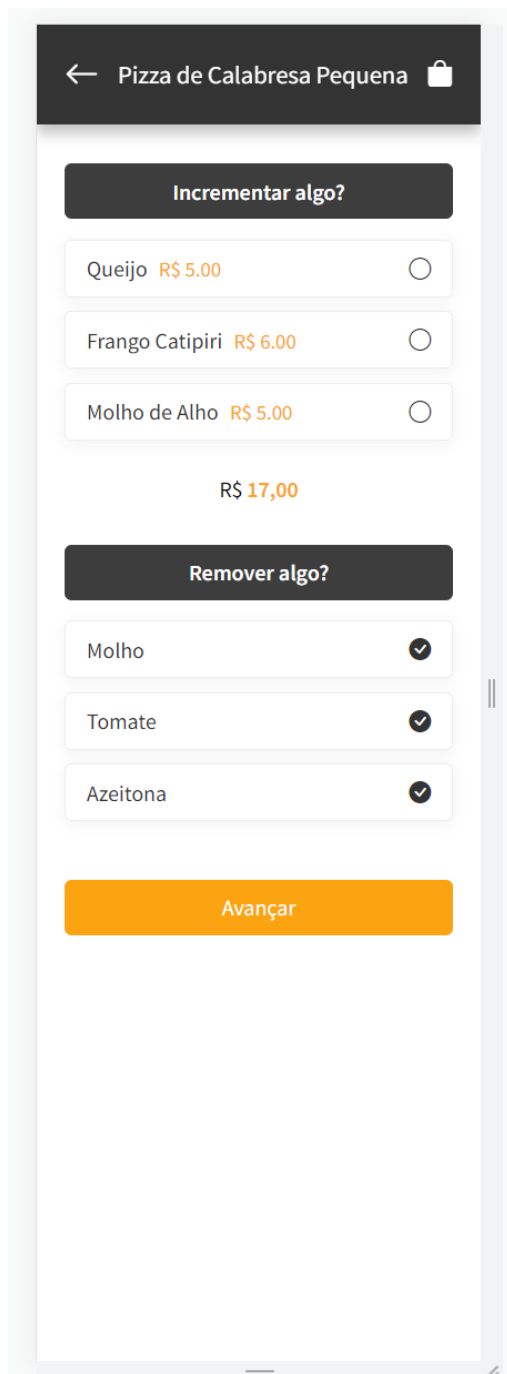 Pizza de Calabresa Pequena
Incrementar algo?
Queijo R$ 5.00
Frango Catipiri R$ 6.00
Molho de Alho R$ 5.00
R$ 17,00
Remover algo?
Molho
Tomate
Azeitona
Avançar